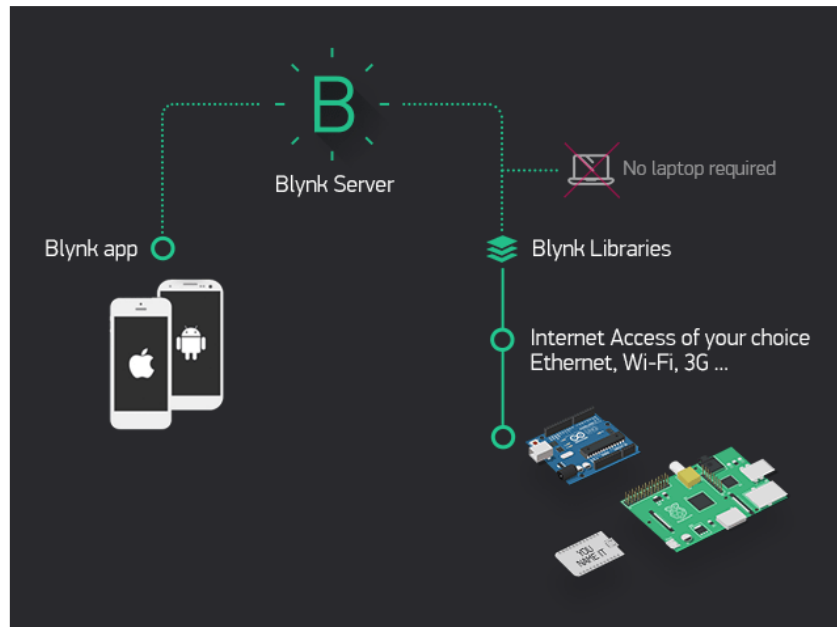 B
Blynk Server
No laptop required
Blynk app
Blynk Libraries
Internet Access of your choice
Ethernet, Wi-Fi, 3G ...
YOU
NAME IT